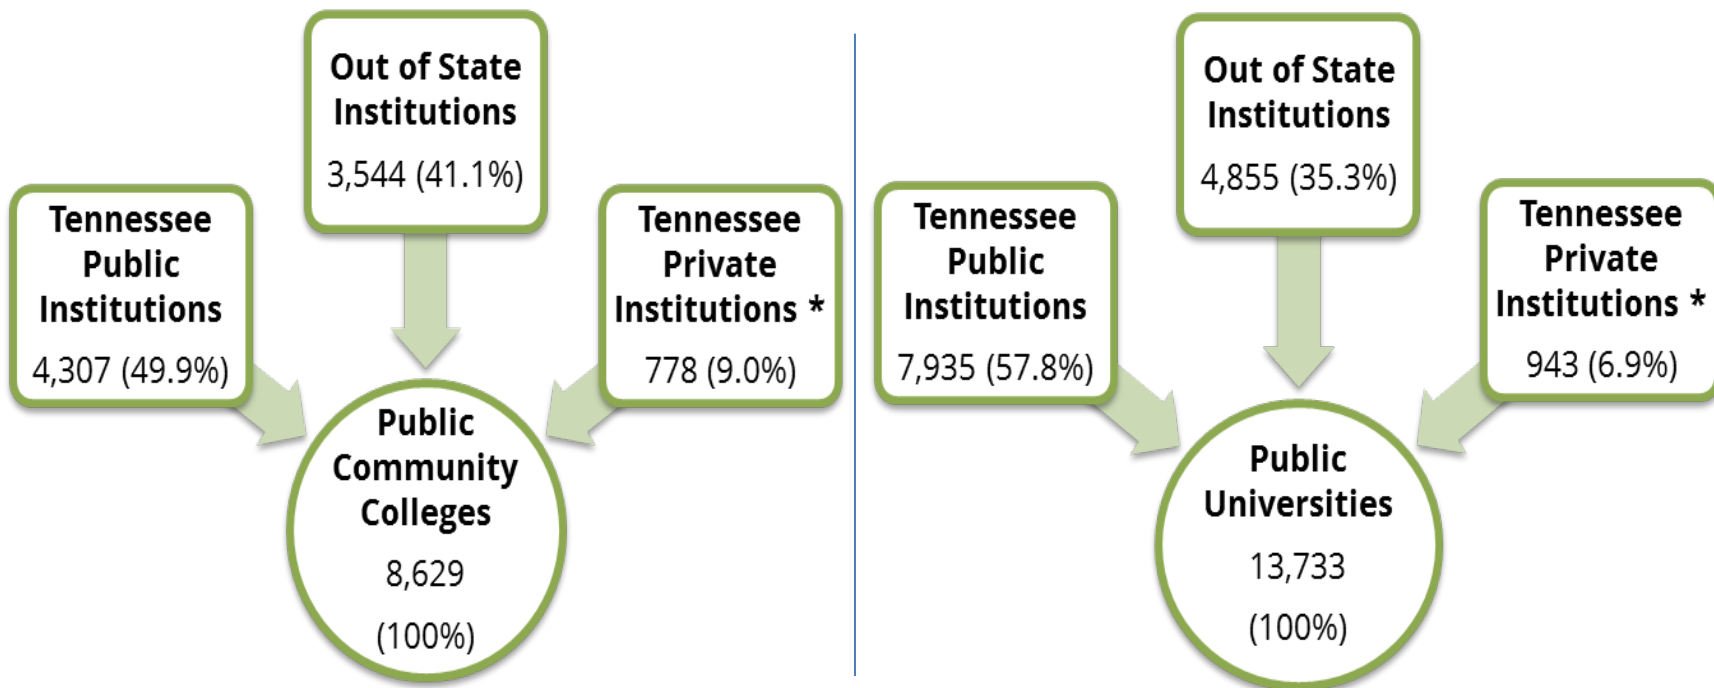 Out of State
Institutions
3,544 (41.1%)
Tennessee
Public
Institutions
4,307 (49.9%)
Tennessee
Private
Institutions *
778 (9.0%)
Public
Community
Colleges
8,629
(100%)
Out of State
Institutions
4,855 (35.3%)
Tennessee
Public
Institutions
7,935 (57.8%)
Tennessee
Private
Institutions *
943 (6.9%)
Public
Universities
13,733
(100%)